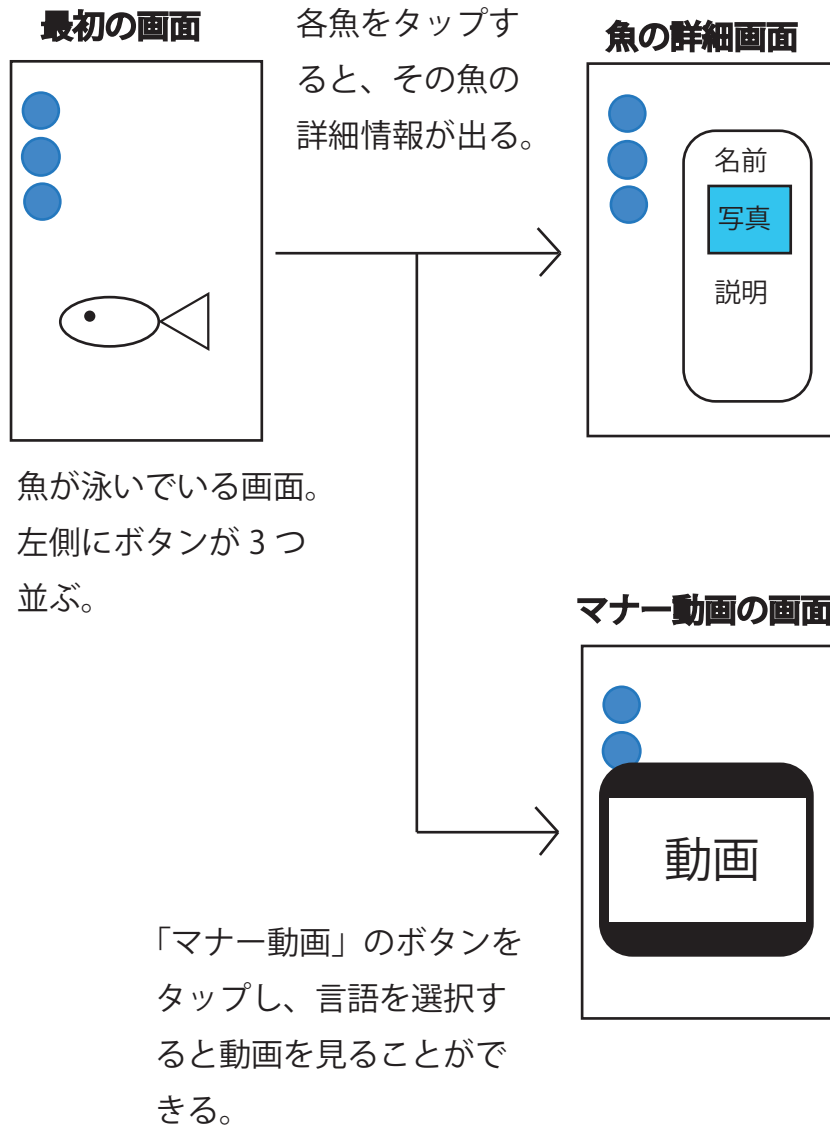 最初の画面
各魚をタップす
ると、その魚の
詳細情報が出る。
魚の詳細画面
名前
写真
説明
魚が泳いでいる画面。
左側にボタンが 3 つ
並ぶ。
マナー動画の画面
動画
「マナー動画」のボタンを
タップし、言語を選択す
ると動画を見ることがで
きる。